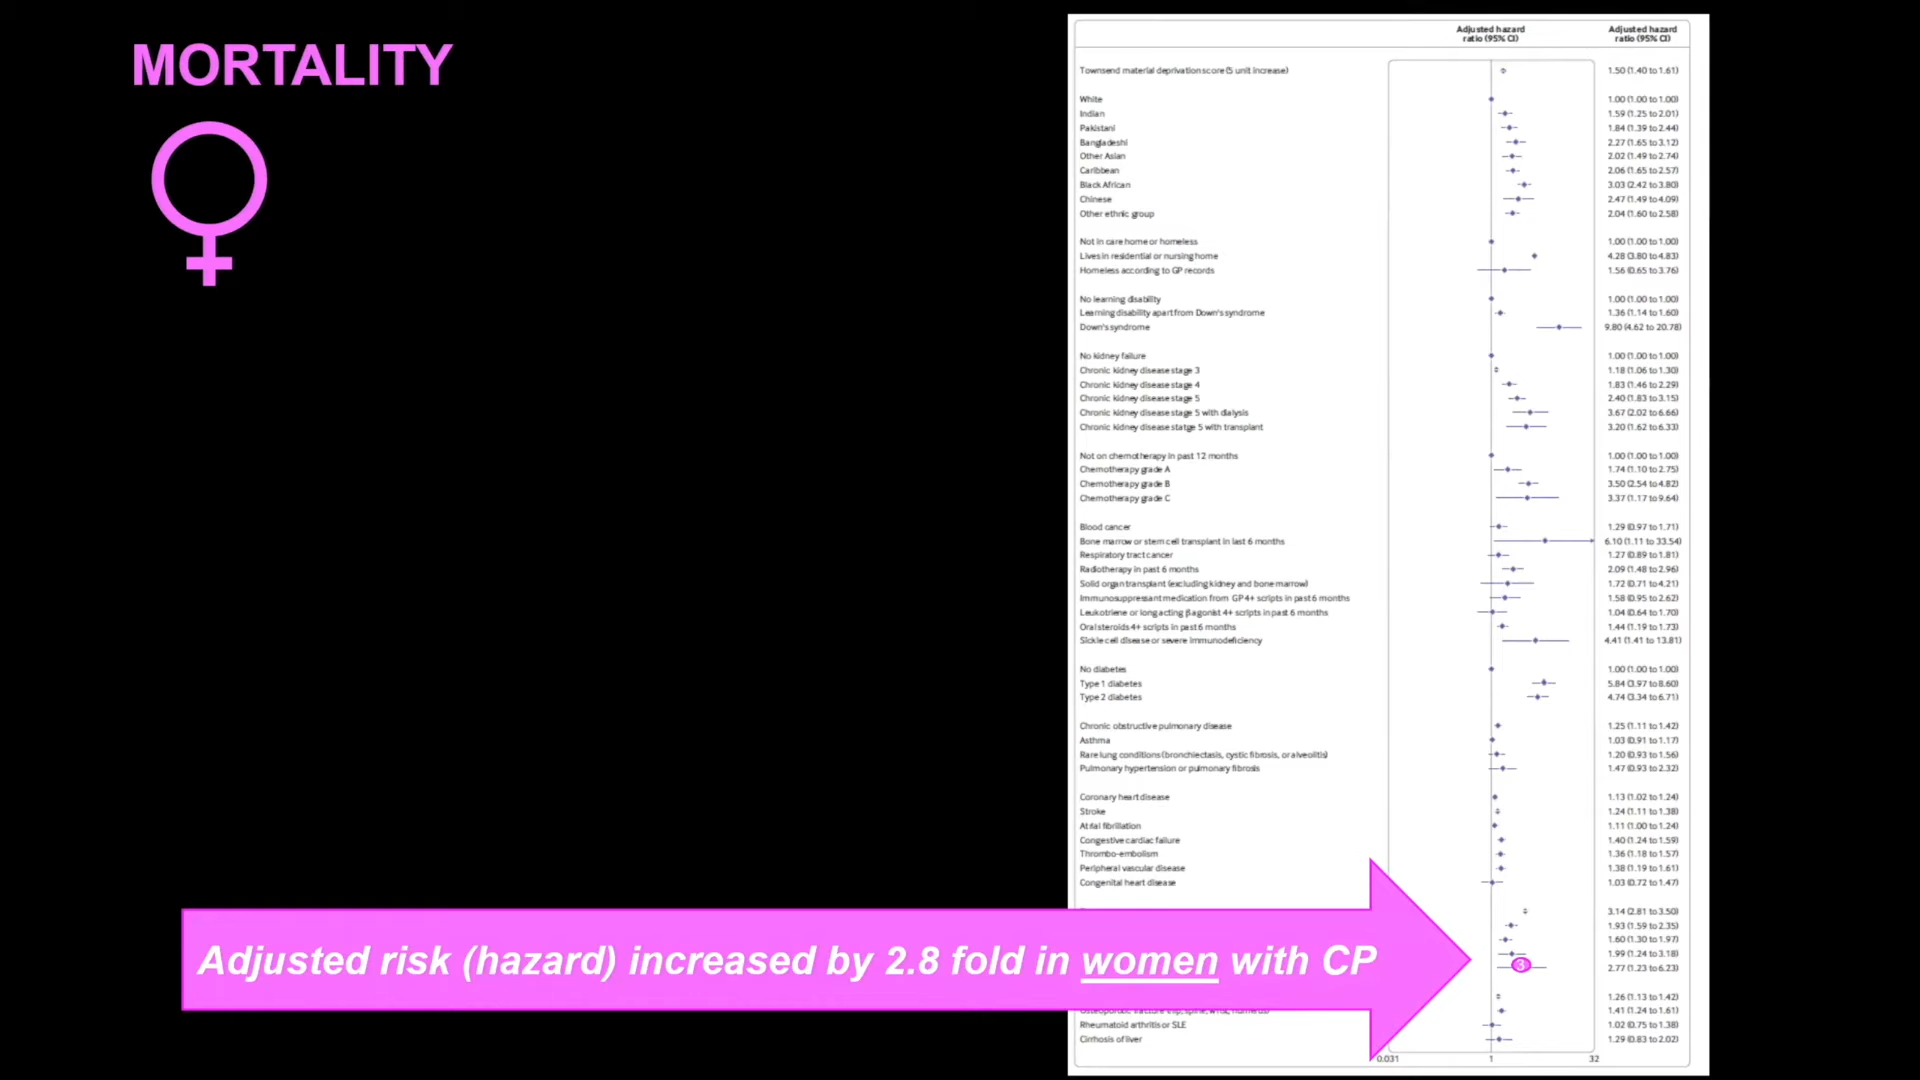 MORTALITY
Adjusted hazard ratio (95% CI) Adjusted hazard ratio (95% CI)
Townsend material deprivation score (5 unit increase) 1.50 (1.40 to 1.61)
White 1.00 (1.00 to 1.00)
Indian 1.59 (1.25 to 2.01)
Pakistani 1.84 (1.39 to 2.44)
Bangladeshi 2.27 (1.65 to 3.12)
Other Asian 2.02 (1.49 to 2.74)
Caribbean 2.06 (1.65 to 2.57)
Black African 3.03 (2.42 to 3.80)
Chinese 2.47 (1.49 to 4.09)
Other ethnic group 2.04 (1.60 to 2.58)
Not in care home or homeless 1.00 (1.00 to 1.00)
Lives in residential or nursing home 4.28 (3.80 to 4.83)
Homeless according to GP records 1.56 (0.65 to 3.76)
No learning disability 1.00 (1.00 to 1.00)
Learning disability apart from Down's syndrome 1.36 (1.14 to 1.60)
Down's syndrome 9.80 (4.62 to 20.78)
No kidney failure 1.00 (1.00 to 1.00)
Chronic kidney disease stage 3 1.18 (1.06 to 1.30)
Chronic kidney disease stage 4 1.83 (1.46 to 2.29)
Chronic kidney disease stage 5 2.40 (1.83 to 3.15)
Chronic kidney disease stage 5 with dialysis 3.67 (2.02 to 6.66)
Chronic kidney disease statge 5 with transplant 3.20 (1.62 to 6.33)
Not on chemotherapy in past 12 months 1.00 (1.00 to 1.00)
Chemotherapy grade A 1.74 (1.10 to 2.75)
Chemotherapy grade B 3.50 (2.54 to 4.82)
Chemotherapy grade C 3.37 (1.17 to 9.64)
Blood cancer 1.29 (0.97 to 1.71)
Bone marrow or stem cell transplant in last 6 months 6.10 (1.11 to 33.54)
Respiratory tract cancer 1.27 (0.89 to 1.81)
Radiotherapy in past 6 months 2.09 (1.48 to 2.96)
Solid organ transplant (excluding kidney and bone marrow) 1.72 (0.71 to 4.21)
Immunosuppressant medication from GP 4+ scripts in past 6 months 1.58 (0.95 to 2.62)
Leukotriene or long acting β agonist 4+ scripts in past 6 months 1.04 (0.64 to 1.70)
Oral steroids 4+ scripts in past 6 months 1.44 (1.19 to 1.73)
Sickle cell disease or severe immunodeficiency 4.41 (1.41 to 13.81)
No diabetes 1.00 (1.00 to 1.00)
Type 1 diabetes 5.84 (3.97 to 8.60)
Type 2 diabetes 4.74 (3.34 to 6.71)
Chronic obstructive pulmonary disease 1.25 (1.11 to 1.42)
Asthma 1.03 (0.91 to 1.17)
Rare lung conditions (bronchiectasis, cystic fibrosis, or alveolitis) 1.20 (0.93 to 1.56)
Pulmonary hypertension or pulmonary fibrosis 1.47 (0.93 to 2.32)
Coronary heart disease 1.13 (1.02 to 1.24)
Stroke 1.24 (1.11 to 1.38)
Atrial fibrillation 1.11 (1.00 to 1.24)
Congestive cardiac failure 1.40 (1.24 to 1.59)
Thrombo-embolism 1.36 (1.18 to 1.57)
Peripheral vascular disease 1.38 (1.19 to 1.61)
Congenital heart disease 1.03 (0.72 to 1.47)
3.14 (2.81 to 3.50)
1.93 (1.59 to 2.35)
1.60 (1.30 to 1.97)
1.99 (1.24 to 3.18)
Adjusted risk (hazard) increased by 2.8 fold in women with CP
3
2.77 (1.23 to 6.23)
1.26 (1.13 to 1.42)
1.41 (1.24 to 1.61)
Rheumatoid arthritis or SLE 1.02 (0.75 to 1.38)
Cirrhosis of liver 1.29 (0.83 to 2.02)
0.031 1 32